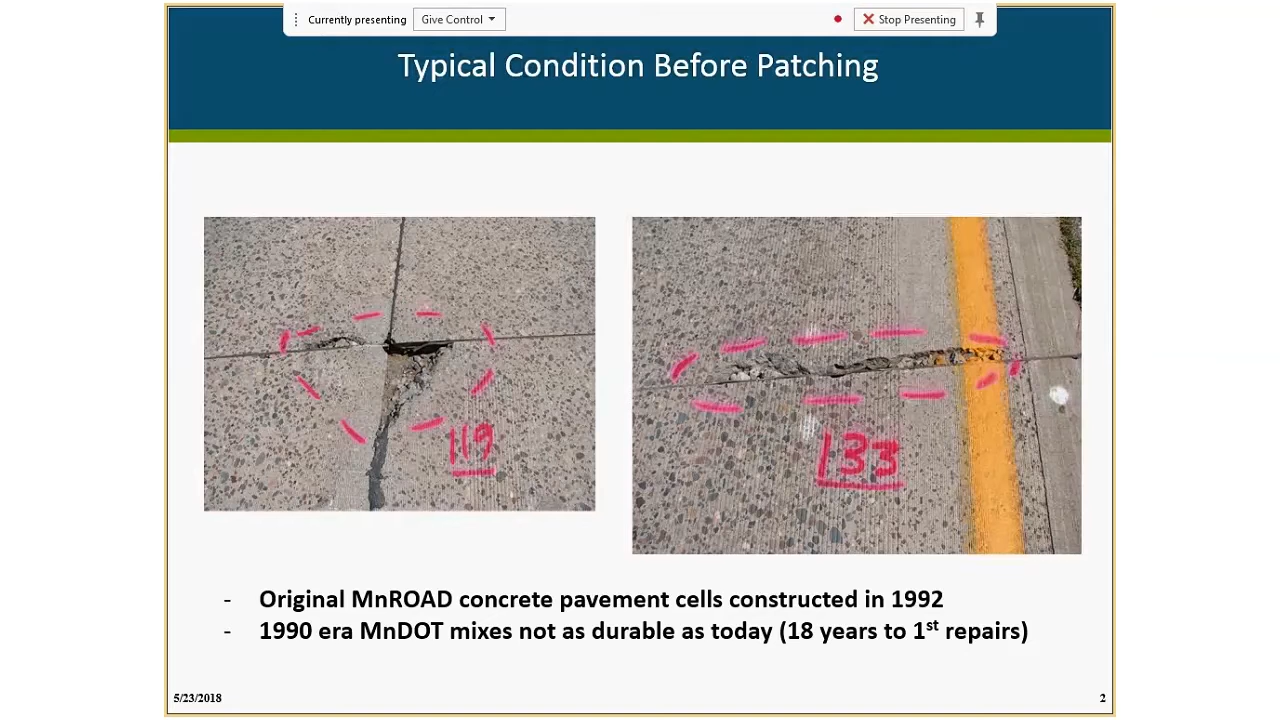 Currently presenting Give Control Stop Presenting
Typical Condition Before Patching
119
133
- Original MnROAD concrete pavement cells constructed in 1992
- 1990 era MnDOT mixes not as durable as today (18 years to 1st repairs)
5/23/2018 2